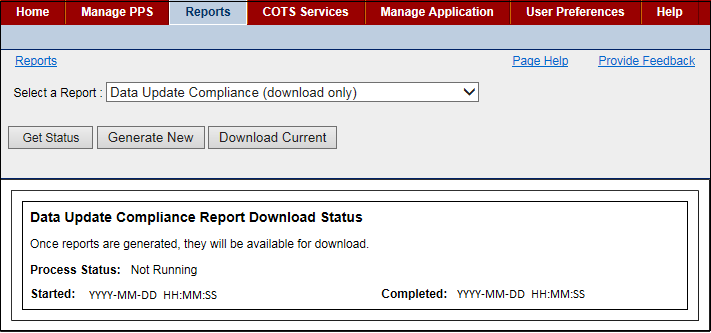 Home Manage PPS Reports COTS Services Manage Application User Preferences Help
Reports Page Help Provide Feedback
Select a Report : Data Update Compliance (download only)
Get Status Generate New Download Current
Data Update Compliance Report Download Status
Once reports are generated, they will be available for download.
Process Status: Not Running
Started: YYYY-MM-DD HH:MM:SS Completed: YYYY-MM-DD HH:MM:SS